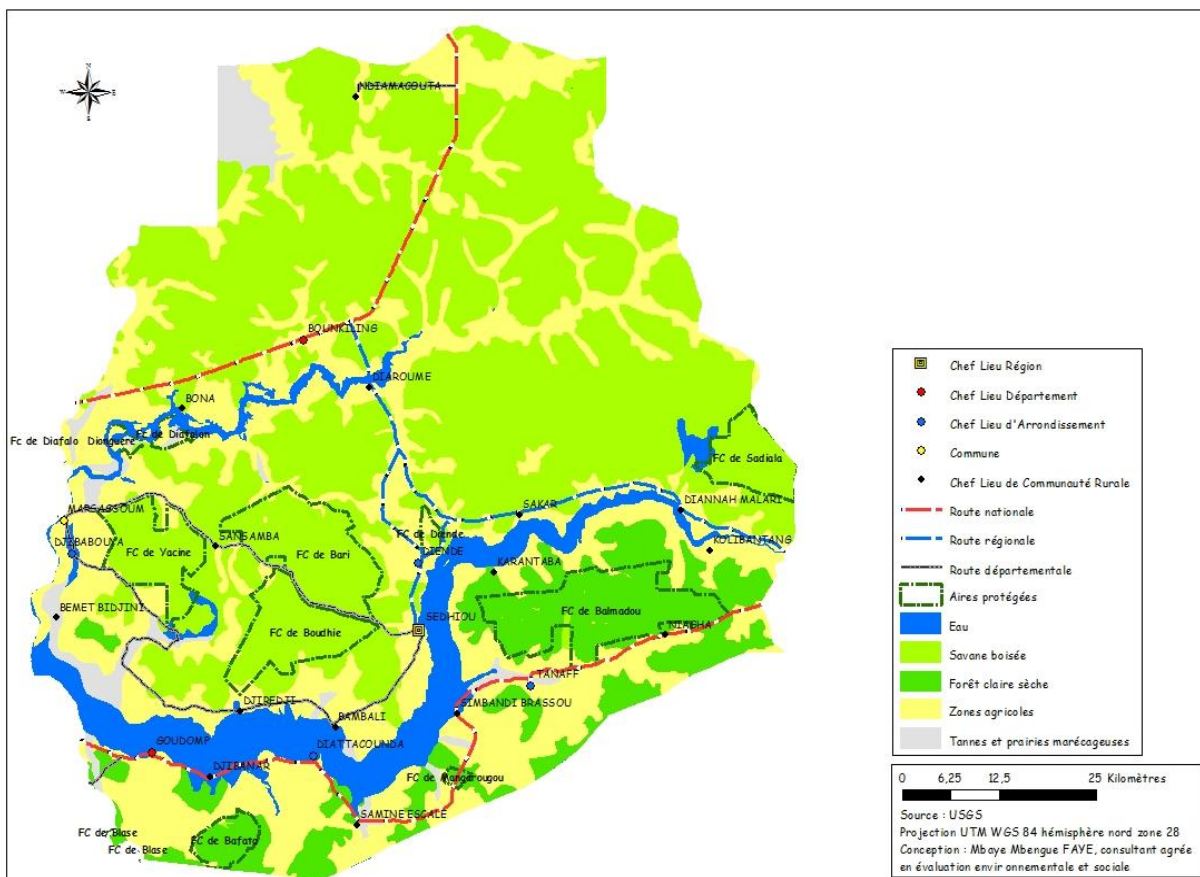 N
W E
S
NDIAMACOUTA
BOUNKILING
DIAROUME
BONA
Fc de Diafalo Dionguere
Fc de Diafalon
FC de Sadiala
MARSASSOUM
SAKAR
DIANNAH MALARI
SANSAMBA
FC de Diende
DJIBABOUYA
FC de Yacine
FC de Bari
DIENDE
KOLIBANTANG
KARANTABA
BEMET BIDJINI
FC de Balmadou
SEDHIOU
FC de Boudhie
NIAGHA
TANAFF
DJIREDJI
SIMBANDI BRASSOU
BAMBALI
GOUDOMP
DIATTACOUNDA
DJIBANAR
FC de Mangarougou
SAMINE ESCALE
FC de Blase
FC de Bafata
FC de Blase
Chef Lieu Région
Chef Lieu Département
Chef Lieu d'Arrondissement
Commune
Chef Lieu de Communauté Rurale
Route nationale
Route régionale
Route départementale
Aires protégées
Eau
Savane boisée
Forêt claire sèche
Zones agricoles
Tannes et prairies marécageuses
0 6,25 12,5 25 Kilomètres
Source : USGS
Projection UTM WGS 84 hémisphère nord zone 28
Conception : Mbaye Mbengue FAYE, consultant agrée
en évaluation envir onnementale et sociale